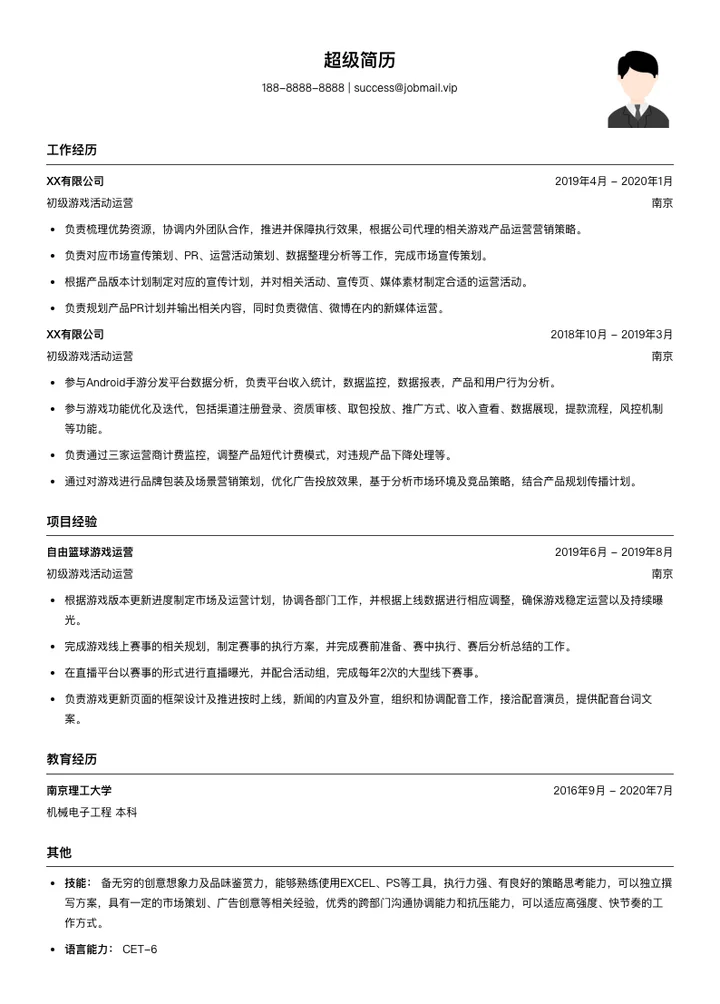 超级简历
188-8888-8888 | success@jobmail.vip
工作经历
XX有限公司 2019年4月 - 2020年1月
初级游戏活动运营 南京
• 负责梳理优势资源，协调内外团队合作，推进并保障执行效果，根据公司代理的相关游戏产品运营营销策略。
• 负责对应市场宣传策划、PR、运营活动策划、数据整理分析等工作，完成市场宣传策划。
• 根据产品版本计划制定对应的宣传计划，并对相关活动、宣传页、媒体素材制定合适的运营活动。
• 负责规划产品PR计划并输出相关内容，同时负责微信、微博在内的新媒体运营。
XX有限公司 2018年10月 - 2019年3月
初级游戏活动运营 南京
• 参与Android手游分发平台数据分析，负责平台收入统计，数据监控，数据报表，产品和用户行为分析。
• 参与游戏功能优化及迭代，包括渠道注册登录、资质审核、取包投放、推广方式、收入查看、数据展现，提款流程，风控机制
等功能。
• 负责通过三家运营商计费监控，调整产品短代计费模式，对违规产品下降处理等。
• 通过对游戏进行品牌包装及场景营销策划，优化广告投放效果，基于分析市场环境及竞品策略，结合产品规划传播计划。
项目经验
自由篮球游戏运营 2019年6月 - 2019年8月
初级游戏活动运营 南京
• 根据游戏版本更新进度制定市场及运营计划，协调各部门工作，并根据上线数据进行相应调整，确保游戏稳定运营以及持续曝
光。
• 完成游戏线上赛事的相关规划，制定赛事的执行方案，并完成赛前准备、赛中执行、赛后分析总结的工作。
• 在直播平台以赛事的形式进行直播曝光，并配合活动组，完成每年2次的大型线下赛事。
• 负责游戏更新页面的框架设计及推进按时上线，新闻的内宣及外宣，组织和协调配音工作，接洽配音演员，提供配音台词文
案。
教育经历
南京理工大学 2016年9月 - 2020年7月
机械电子工程 本科
其他
• 技能： 备无穷的创意想象力及品味鉴赏力，能够熟练使用EXCEL、PS等工具，执行力强、有良好的策略思考能力，可以独立撰
写方案，具有一定的市场策划、广告创意等相关经验，优秀的跨部门沟通协调能力和抗压能力，可以适应高强度、快节奏的工
作方式。
• 语言能力： CET-6